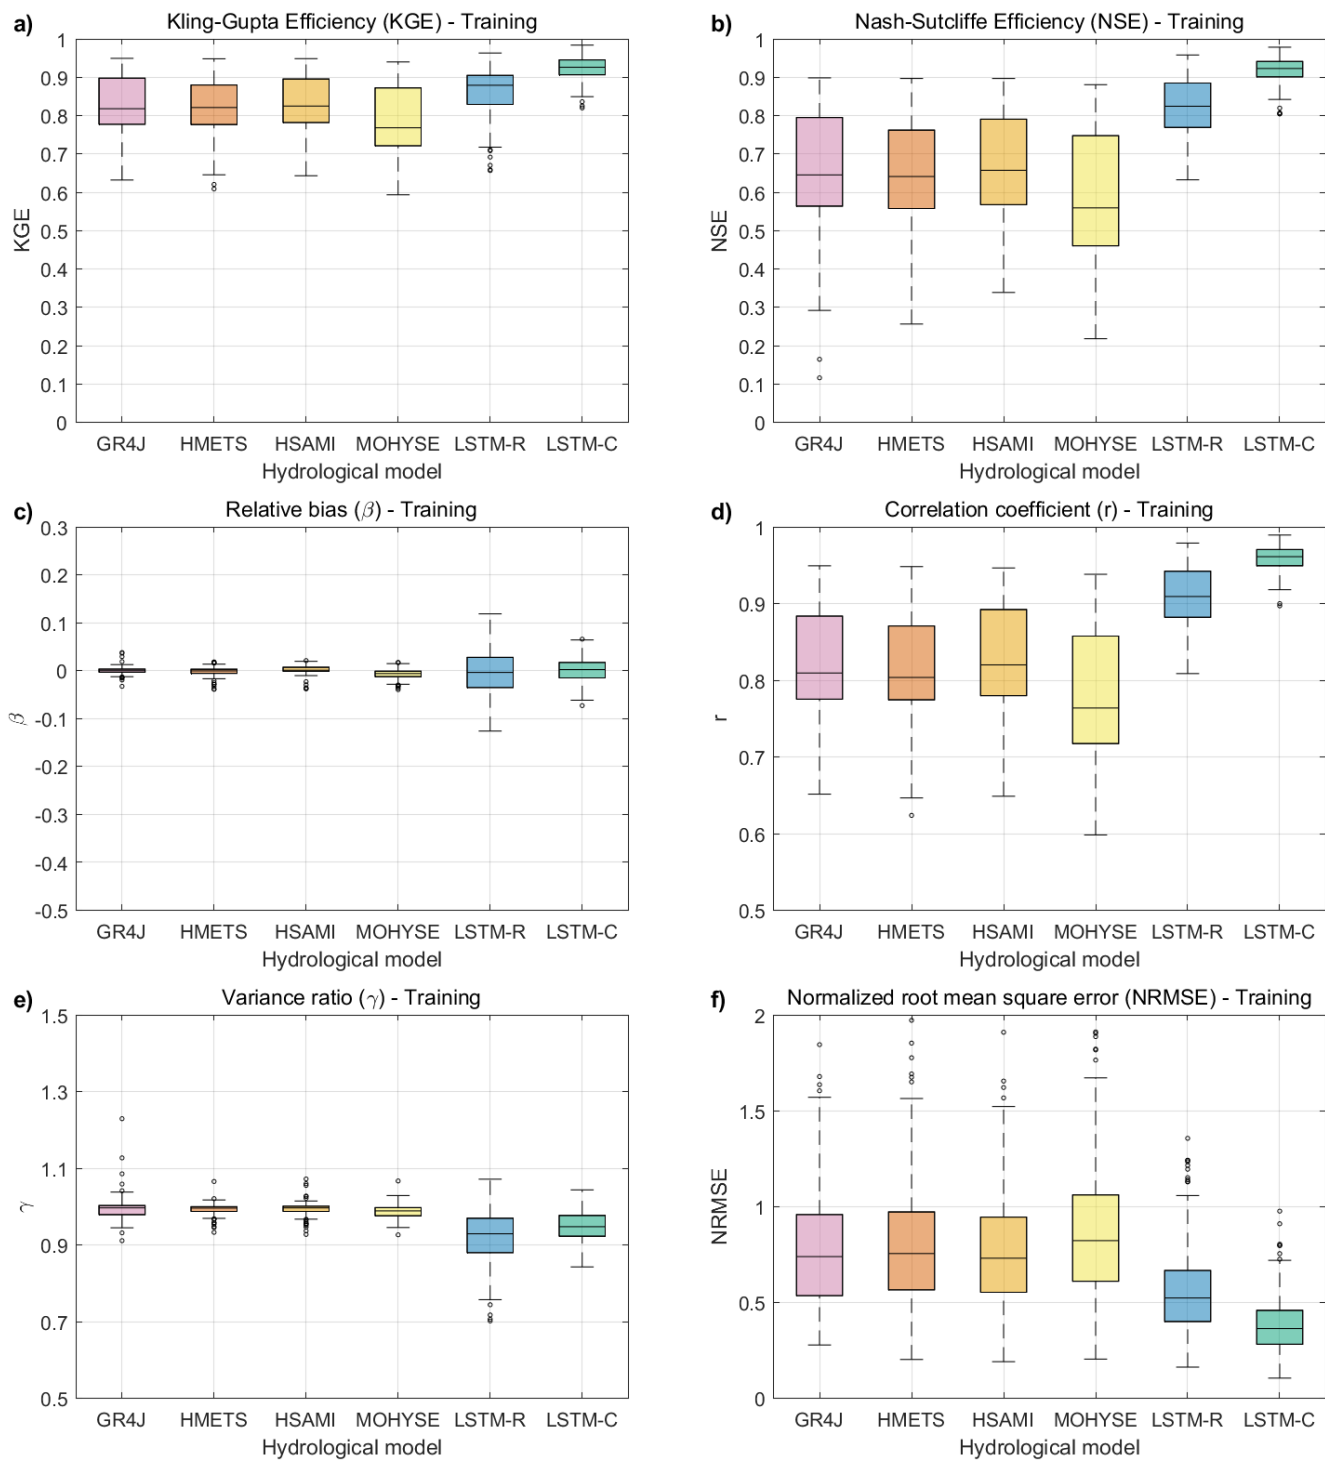 a) Kling-Gupta Efficiency (KGE) - Training
1
0.9
0.8
0.7
0.6
0.5
0.4
0.3
0.2
0.1
0
KGE
GR4J HMETS HSAMI MOHYSE LSTM-R LSTM-C
Hydrological model
b) Nash-Sutcliffe Efficiency (NSE) - Training
1
0.9
0.8
0.7
0.6
0.5
0.4
0.3
0.2
0.1
0
NSE
GR4J HMETS HSAMI MOHYSE LSTM-R LSTM-C
Hydrological model
c) Relative bias (β) - Training
0.3
0.2
0.1
0
-0.1
-0.2
-0.3
-0.4
-0.5
β
GR4J HMETS HSAMI MOHYSE LSTM-R LSTM-C
Hydrological model
d) Correlation coefficient (r) - Training
1
0.9
0.8
0.7
0.6
0.5
r
GR4J HMETS HSAMI MOHYSE LSTM-R LSTM-C
Hydrological model
e) Variance ratio (γ) - Training
1.5
1.3
1.1
0.9
0.7
0.5
γ
GR4J HMETS HSAMI MOHYSE LSTM-R LSTM-C
Hydrological model
f) Normalized root mean square error (NRMSE) - Training
2
1.5
1
0.5
0
NRMSE
GR4J HMETS HSAMI MOHYSE LSTM-R LSTM-C
Hydrological model